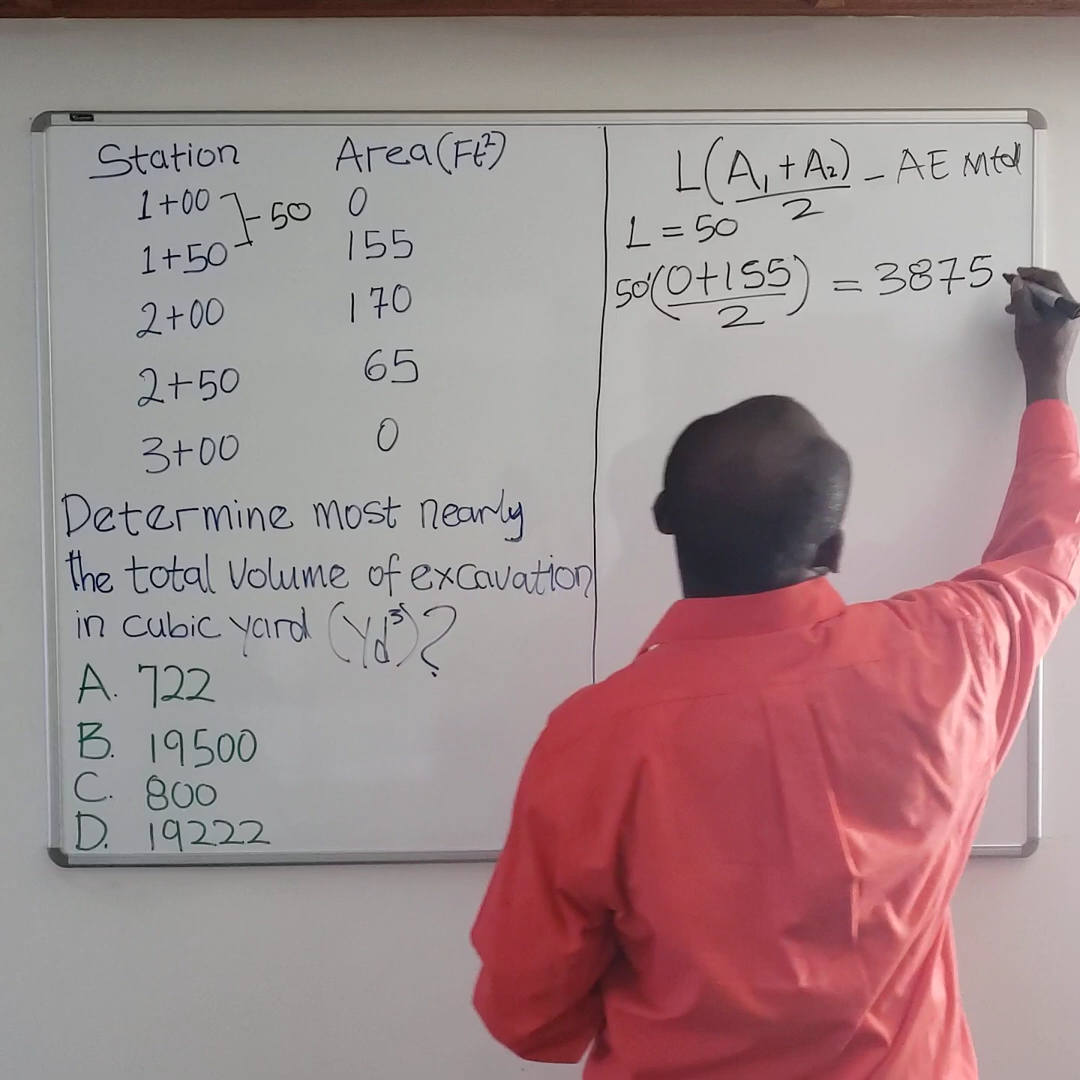 Station Area (Ft²)
1+00 0
50
1+50 155
2+00 170
2+50 65
3+00 0
Determine most nearly
the total volume of excavation
in cubic yard (Yd³)?
A. 722
B. 19500
C. 800
D. 19222
L(A₁ + A₂)/2 - AE Mtd
L = 50
50'(0+155/2) = 3875